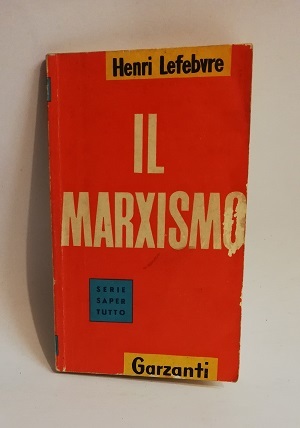 Henri Lefebvre
IL
MARXISMO
SERIE
SAPER
TUTTO
Garzanti